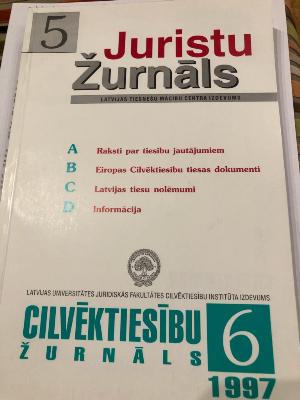 5 Juristu
Žurnāls
LATVIJAS TIESNEŠU MĀCĪBU CENTRA IZDEVUMS
A Raksti par tiesību jautājumiem
B Eiropas Cilvēktiesību tiesas dokumenti
C Latvijas tiesu nolēmumi
D Informācija
LATVIJAS UNIVERSITĀTES JURIDISKĀS FAKULTĀTES CILVĒKTIESĪBU INSTITŪTA IZDEVUMS
CILVĒKTIESĪBU
ŽURNĀLS 6
1997